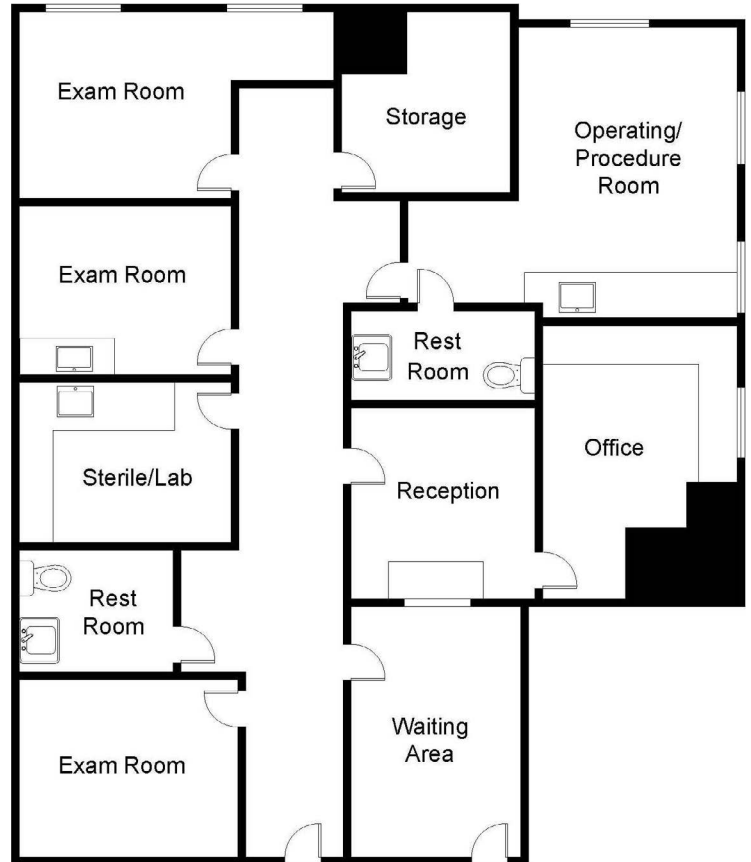 Exam Room
Storage
Operating/
Procedure
Room
Exam Room
Rest
Room
Office
Sterile/Lab
Reception
Rest
Room
Waiting
Area
Exam Room